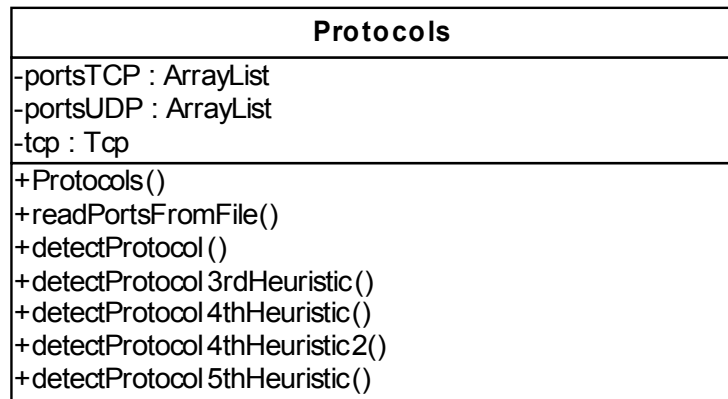 Protocols
-portsTCP : ArrayList
-portsUDP : ArrayList
-tcp : Tcp
+Protocols()
+readPortsFromFile()
+detectProtocol()
+detectProtocol3rdHeuristic()
+detectProtocol4thHeuristic()
+detectProtocol4thHeuristic2()
+detectProtocol5thHeuristic()